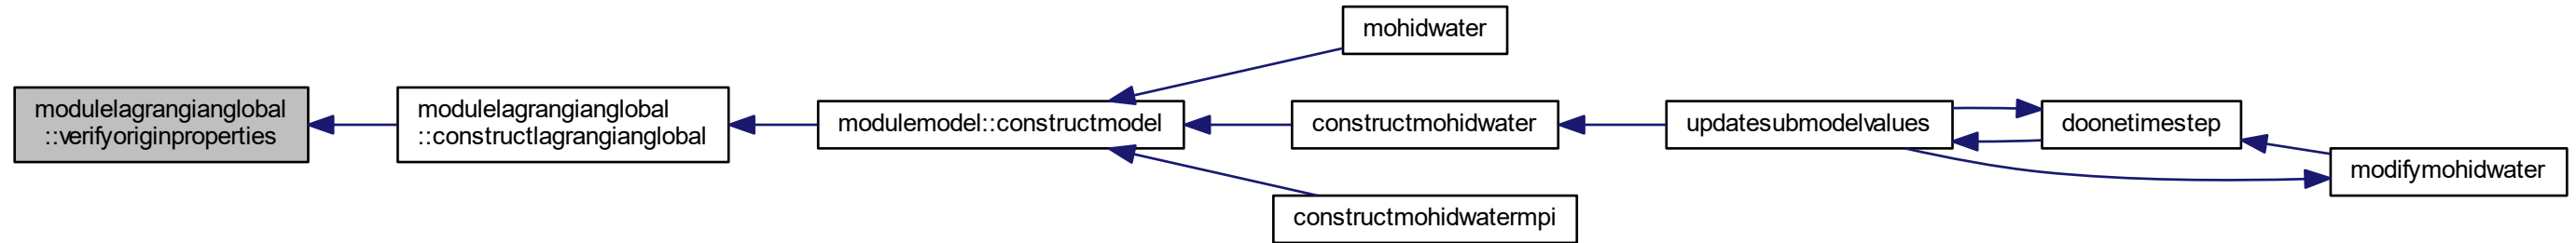 modulelagrangianglobal
::verifyoriginproperties
modulelagrangianglobal
::constructlagrangianglobal
modulemodel::constructmodel
mohidwater
constructmohidwater
constructmohidwatermpi
updatesubmodelvalues
doonetimestep
modifymohidwater